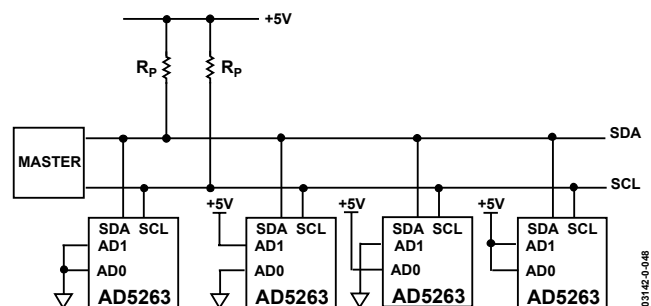 +5V
RP RP
SDA
MASTER
SCL
+5V +5V +5V
SDA SCL SDA SCL SDA SCL SDA SCL
AD1 AD1 AD1 AD1
AD0 AD0 AD0 AD0
AD5263 AD5263 AD5263 AD5263
03142-0-048